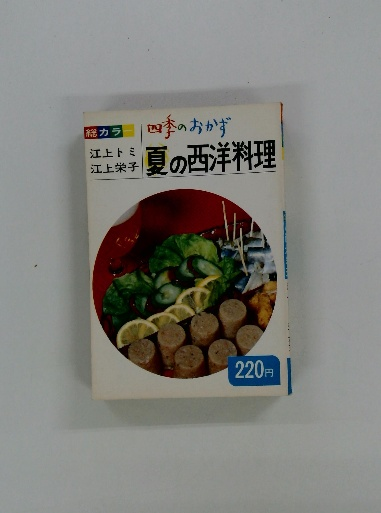 総カラー
四季のおかず
江上トミ
江上栄子
夏の西洋料理
220円